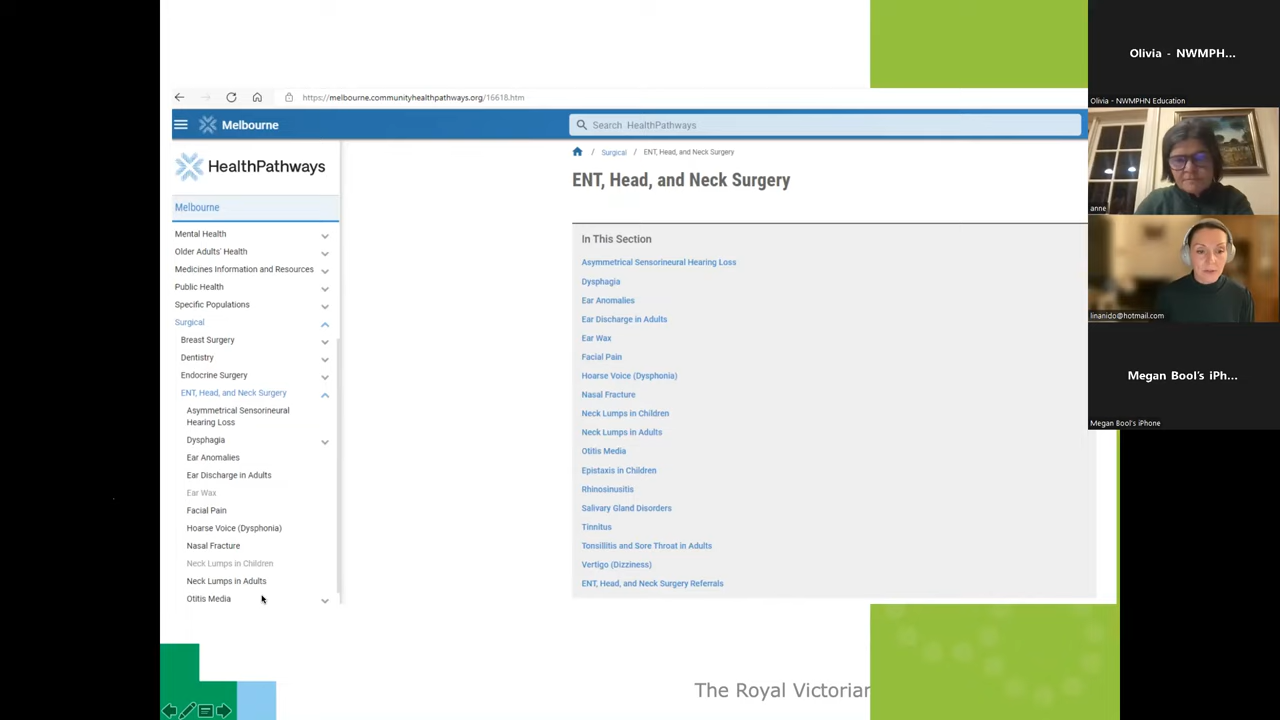 https://melbourne.communityhealthpathways.org/16618.htm
Melbourne
Search HealthPathways
HealthPathways
Melbourne
Mental Health
Older Adults' Health
Medicines Information and Resources
Public Health
Specific Populations
Surgical
Breast Surgery
Dentistry
Endocrine Surgery
ENT, Head, and Neck Surgery
Asymmetrical Sensorineural
Hearing Loss
Dysphagia
Ear Anomalies
Ear Discharge in Adults
Ear Wax
Facial Pain
Hoarse Voice (Dysphonia)
Nasal Fracture
Neck Lumps in Children
Neck Lumps in Adults
Otitis Media
/ Surgical / ENT, Head, and Neck Surgery
ENT, Head, and Neck Surgery
In This Section
Asymmetrical Sensorineural Hearing Loss
Dysphagia
Ear Anomalies
Ear Discharge in Adults
Ear Wax
Facial Pain
Hoarse Voice (Dysphonia)
Nasal Fracture
Neck Lumps in Children
Neck Lumps in Adults
Otitis Media
Epistaxis in Children
Rhinosinusitis
Salivary Gland Disorders
Tinnitus
Tonsillitis and Sore Throat in Adults
Vertigo (Dizziness)
ENT, Head, and Neck Surgery Referrals
The Royal Victorian
Olivia - NWMPH...
Olivia - NWMPHN Education
anne
linanido@hotmail.com
Megan Bool's iPh...
Megan Bool's iPhone